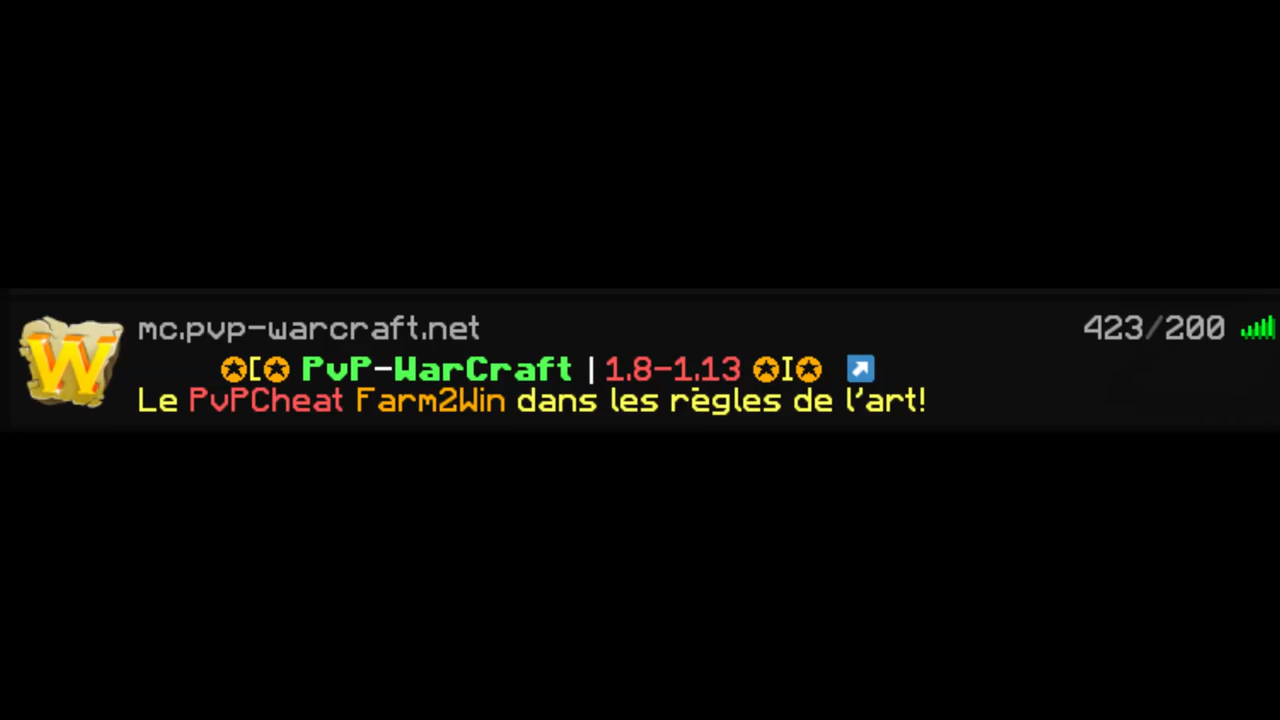 W
mc.pvp-warcraft.net 423/200
✪[✪ PvP-WarCraft | 1.8-1.13 ✪I✪ ↗
Le PvPCheat Farm2Win dans les règles de l'art!